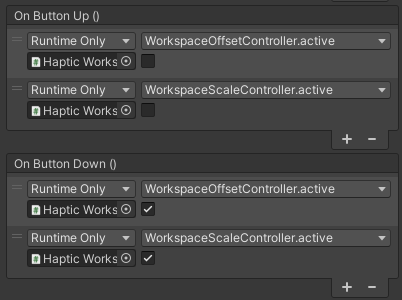 On Button Up ()
Runtime Only WorkspaceOffsetController.active
Haptic Works
Runtime Only WorkspaceScaleController.active
Haptic Works
+ −
On Button Down ()
Runtime Only WorkspaceOffsetController.active
Haptic Works
Runtime Only WorkspaceScaleController.active
Haptic Works
+ −